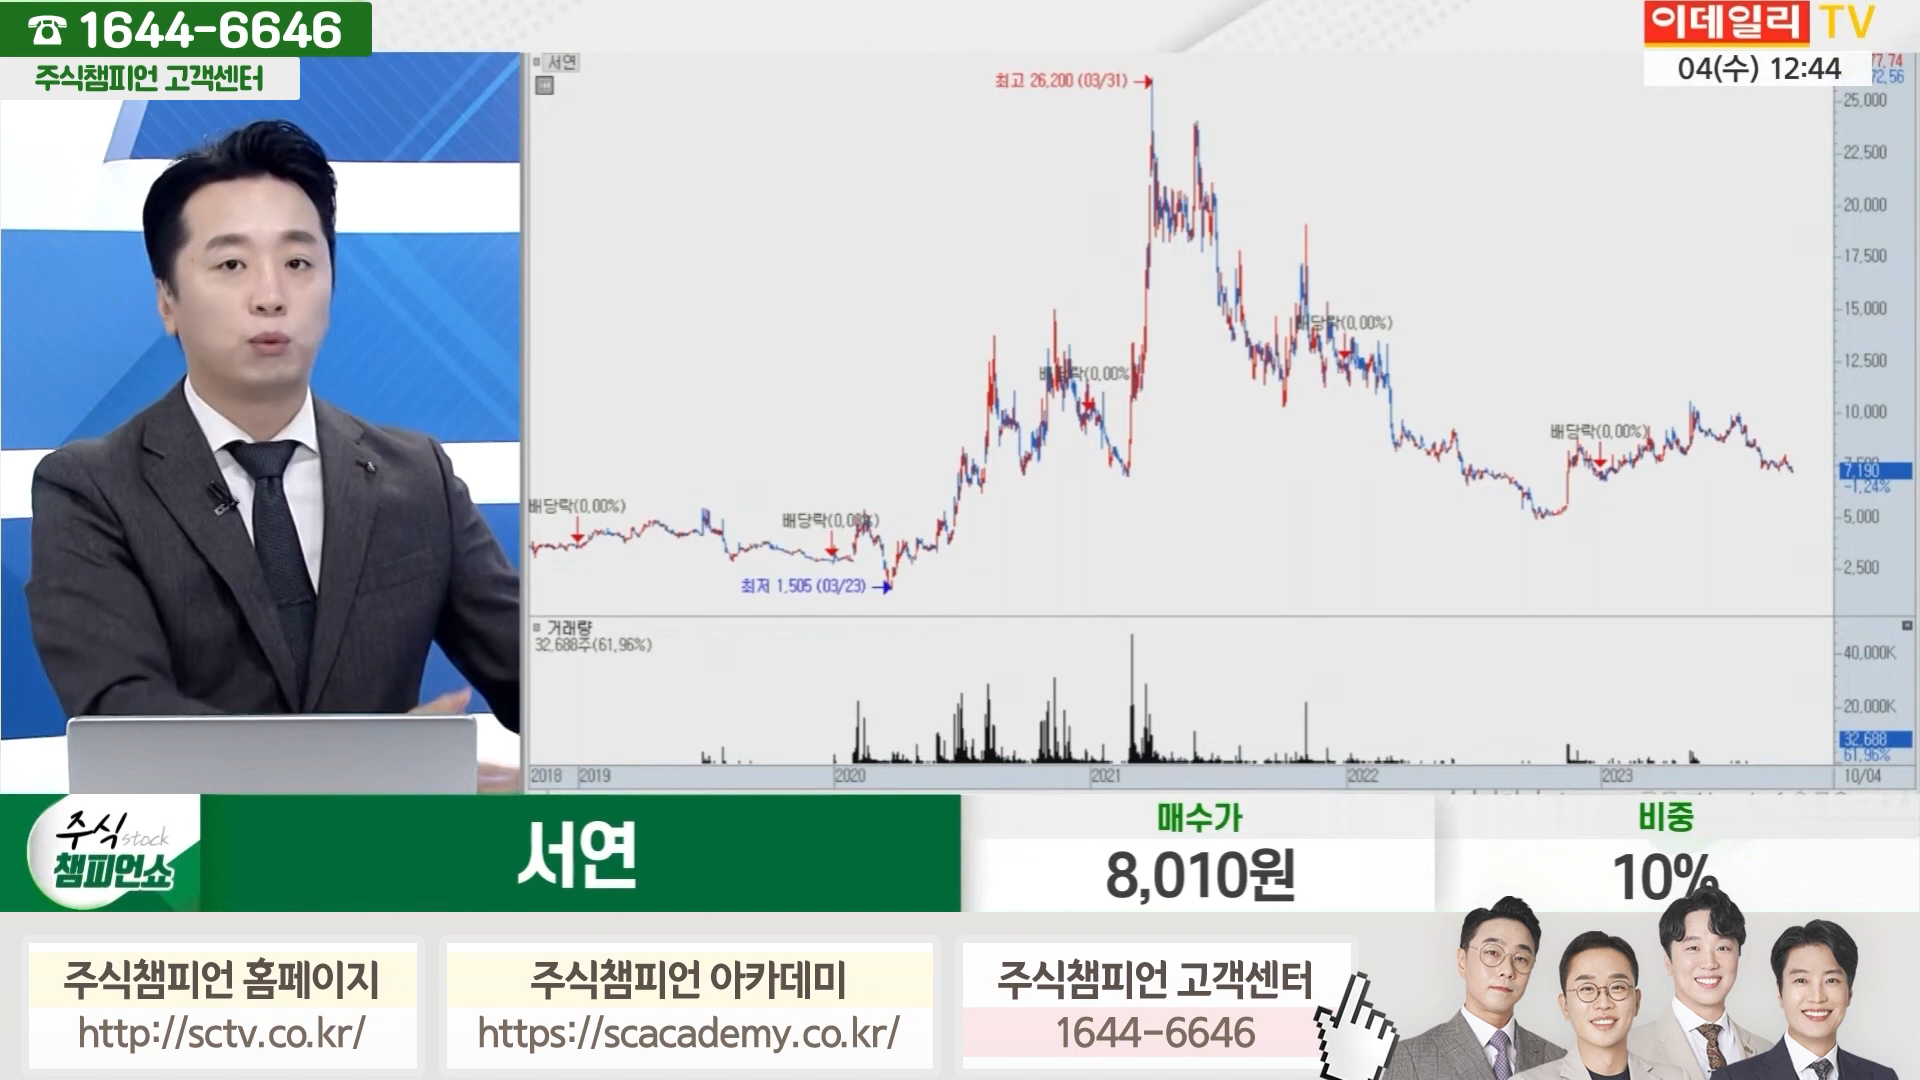 ☎ 1644-6646
주식챔피언 고객센터
이데일리 TV
04(수) 12:44
77.74
72.56
서연
최고 26,200 (03/31)
25,000
22,500
20,000
17,500
15,000
12,500
10,000
7,500
7,190
-1.24%
5,000
2,500
배당락(0.00%)
배당락(0.00%)
배당락(0.00%
배당락(0.00%)
배당락(0.00%)
최저 1,505 (03/23)
거래량
32,688주(61.96%)
40,000K
20,000K
32,688
61.96%
2018 2019 2020 2021 2022 2023 10/04
주식 stock
챔피언쇼
서연
매수가
8,010원
비중
10%
주식챔피언 홈페이지
http://sctv.co.kr/
주식챔피언 아카데미
https://scacademy.co.kr/
주식챔피언 고객센터
1644-6646